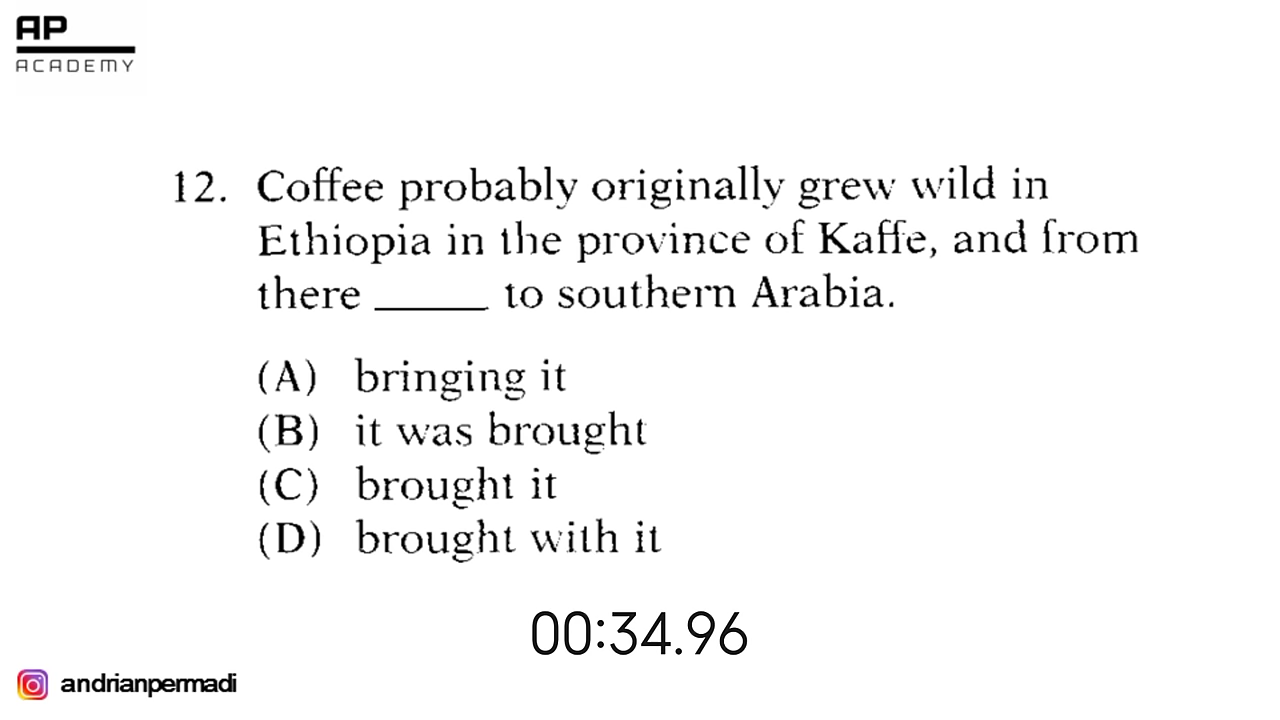 AP
ACADEMY
12. Coffee probably originally grew wild in
Ethiopia in the province of Kaffe, and from
there _____ to southern Arabia.
(A) bringing it
(B) it was brought
(C) brought it
(D) brought with it
00:34.96
andrianpermadi